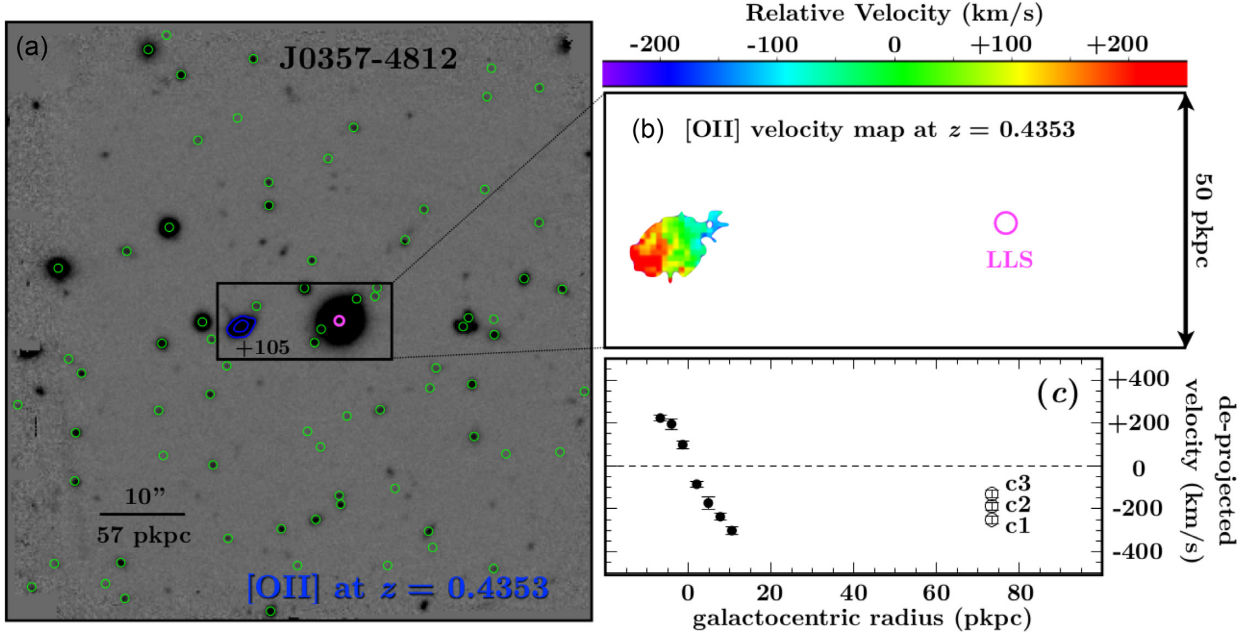 (a)
J0357-4812
+105
10”
57 pkpc
[OII] at z = 0.4353
Relative Velocity (km/s)
-200 -100 0 +100 +200
(b) [OII] velocity map at z = 0.4353
LLS
50 pkpc
(c)
c3
c2
c1
+400
+200
0
-200
-400
de-projected
velocity (km/s)
0 20 40 60 80
galactocentric radius (pkpc)